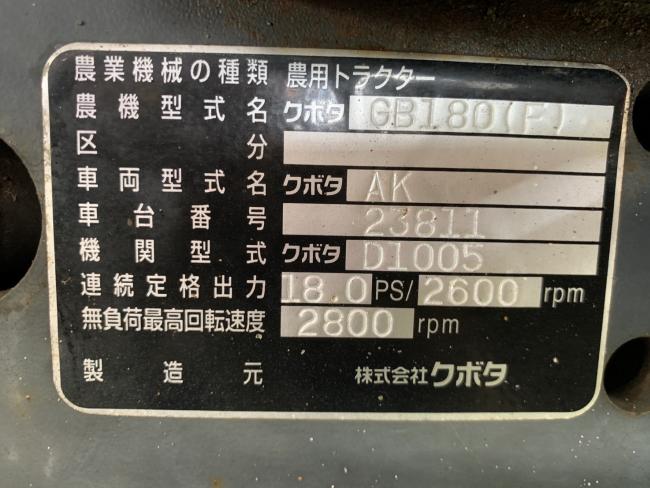 農業機械の種類 農用トラクター
農機型式名 クボタ GB180(F)
区分
車両型式名 クボタ AK
車台番号 23811
機関型式 クボタ D1005
連続定格出力 18.0 PS/ 2600 rpm
無負荷最高回転速度 2800 rpm
製造元 株式会社クボタ